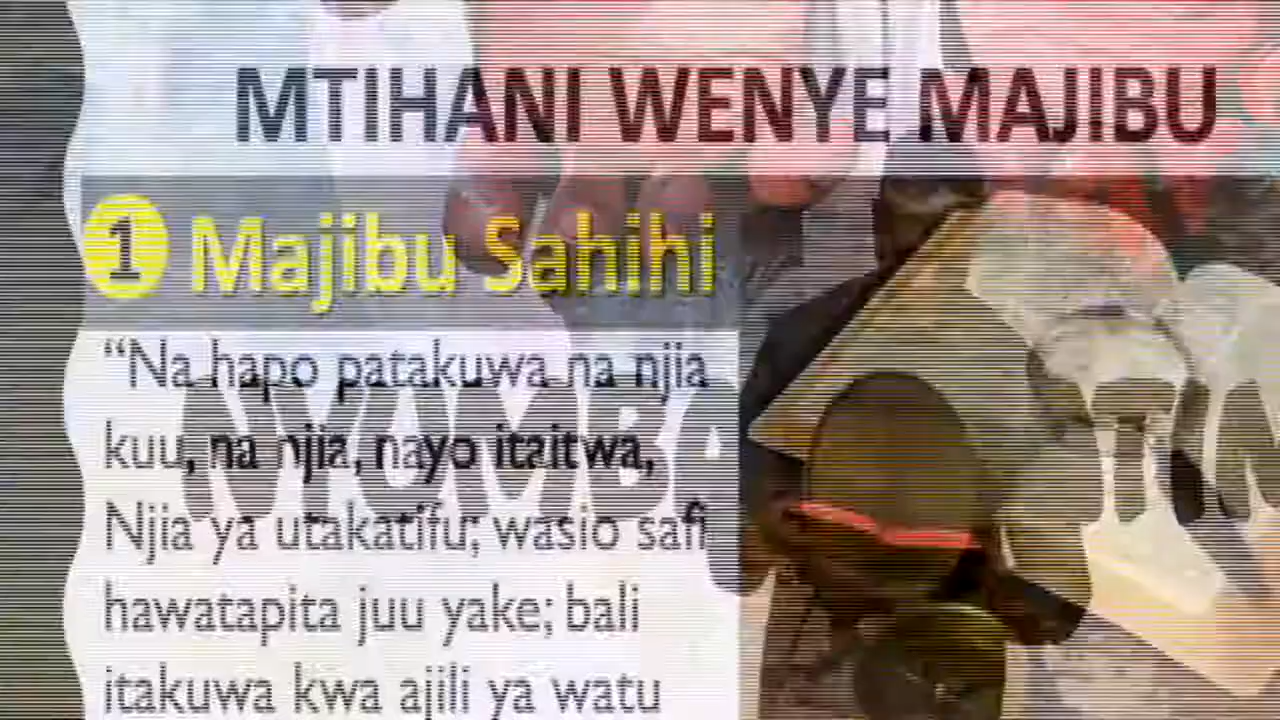 MTIHANI WENYE MAJIBU
1 Majibu Sahihi
“Na hapo patakuwa na njia
kuu, na njia, nayo itaitwa,
NYUMBA
Njia ya utakatifu; wasio safi
hawatapita juu yake; bali
itakuwa kwa ajili ya watu